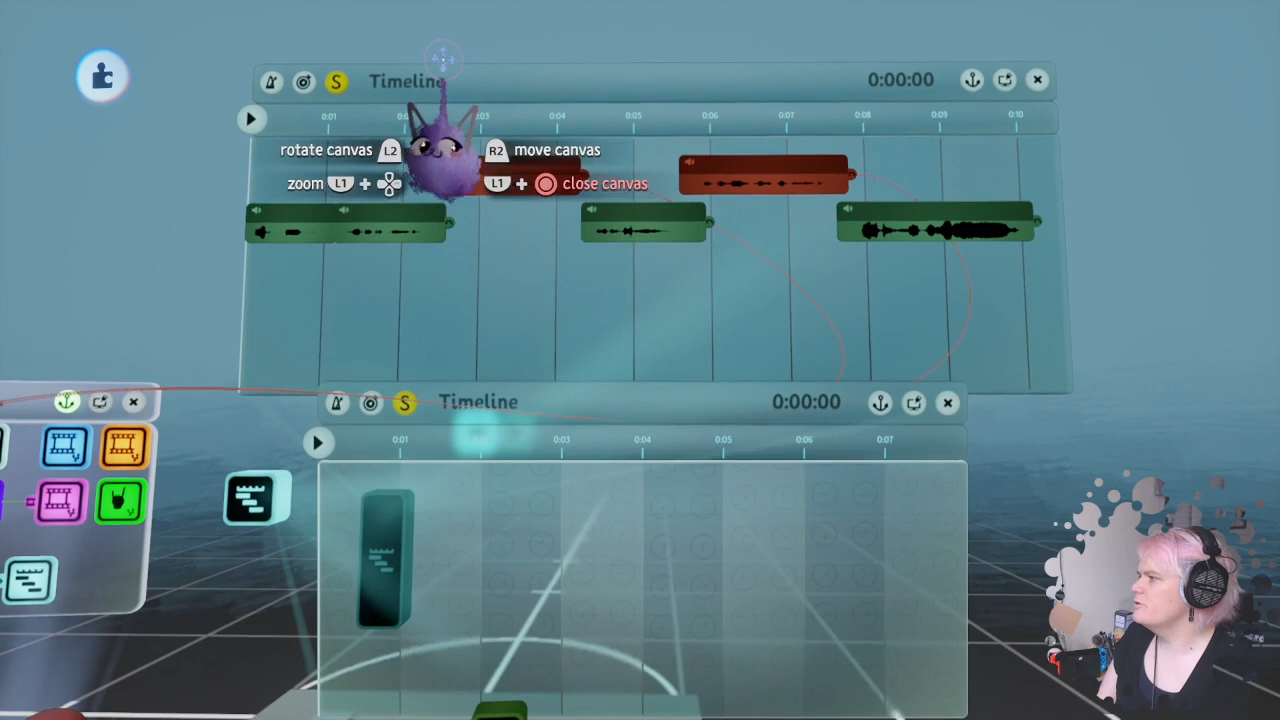 S Timeline 0:00:00
0:01 0:03 0:04 0:05 0:06 0:07 0:08 0:09 0:10
rotate canvas L2 R2 move canvas
zoom L1 + L1 + close canvas
S Timeline 0:00:00
0:01 0:03 0:04 0:05 0:06 0:07